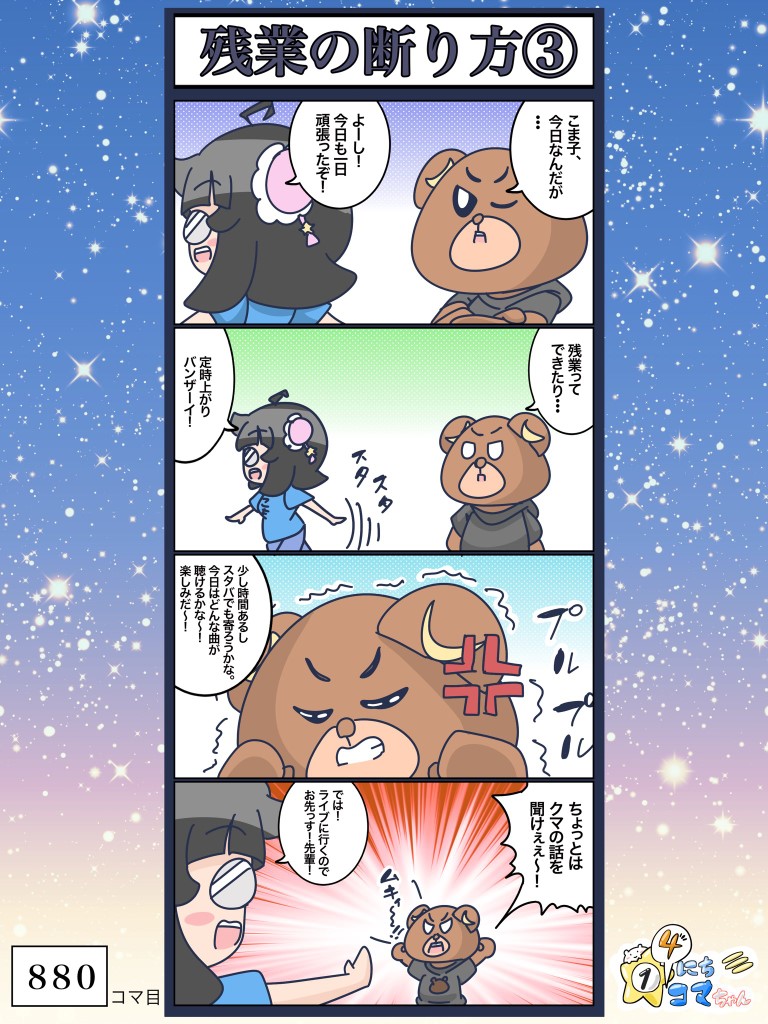 残業の断り方③
こま子、
今日なんだが
…
よーし！
今日も一日
頑張ったぞ！
残業って
できたり…
定時上がり
バンザーイ！
スタ
スタ
少し時間あるし
スタバでも寄ろうかな。
今日はどんな曲が
聴けるかな～！
楽しみだ～！
プル
プル
ちょっとは
クマの話を
聞けぇぇ～！
では！
ライブに行くので
お先っす！先輩！
ムキィ～!!
880
コマ目
1
にち
4
コマ
ちゃん